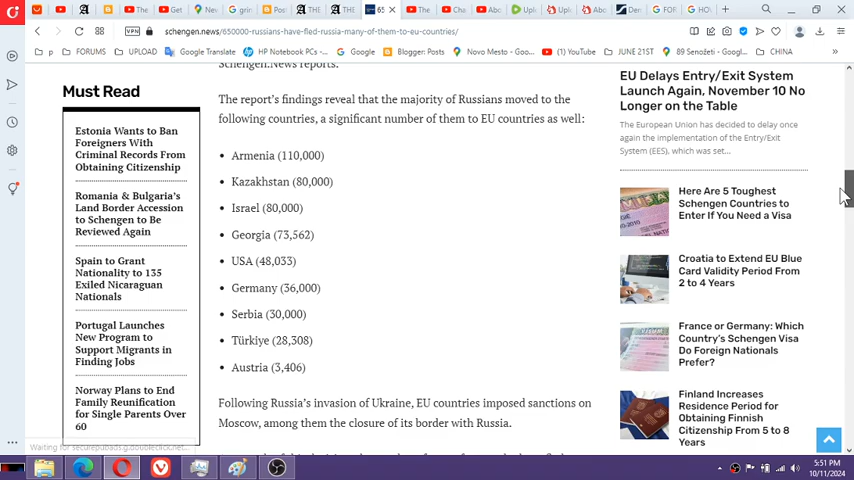 schengen.news/650000-russians-have-fled-russia-many-of-them-to-eu-countries/
VPN
FORUMS
UPLOAD
Google Translate
HP Notebook PCs -...
Google
Blogger: Posts
Novo Mesto - Googl...
(1) YouTube
JUNE 21ST
89 Senožeti - Googl...
CHINA
Schengen.News reports.
Must Read
Estonia Wants to Ban
Foreigners With
Criminal Records From
Obtaining Citizenship
Romania & Bulgaria's
Land Border Accession
to Schengen to Be
Reviewed Again
Spain to Grant
Nationality to 135
Exiled Nicaraguan
Nationals
Portugal Launches
New Program to
Support Migrants in
Finding Jobs
Norway Plans to End
Family Reunification
for Single Parents Over
60
The report's findings reveal that the majority of Russians moved to the
following countries, a significant number of them to EU countries as well:
• Armenia (110,000)
• Kazakhstan (80,000)
• Israel (80,000)
• Georgia (73,562)
• USA (48,033)
• Germany (36,000)
• Serbia (30,000)
• Türkiye (28,308)
• Austria (3,406)
Following Russia's invasion of Ukraine, EU countries imposed sanctions on
Moscow, among them the closure of its border with Russia.
EU Delays Entry/Exit System
Launch Again, November 10 No
Longer on the Table
The European Union has decided to delay once
again the implementation of the Entry/Exit
System (EES), which was set...
Here Are 5 Toughest
Schengen Countries to
Enter If You Need a Visa
Croatia to Extend EU Blue
Card Validity Period From
2 to 4 Years
France or Germany: Which
Country's Schengen Visa
Do Foreign Nationals
Prefer?
Finland Increases
Residence Period for
Obtaining Finnish
Citizenship From 5 to 8
Years
Waiting for securepubads.g.doubleclick.net...
5:51 PM
10/11/2024